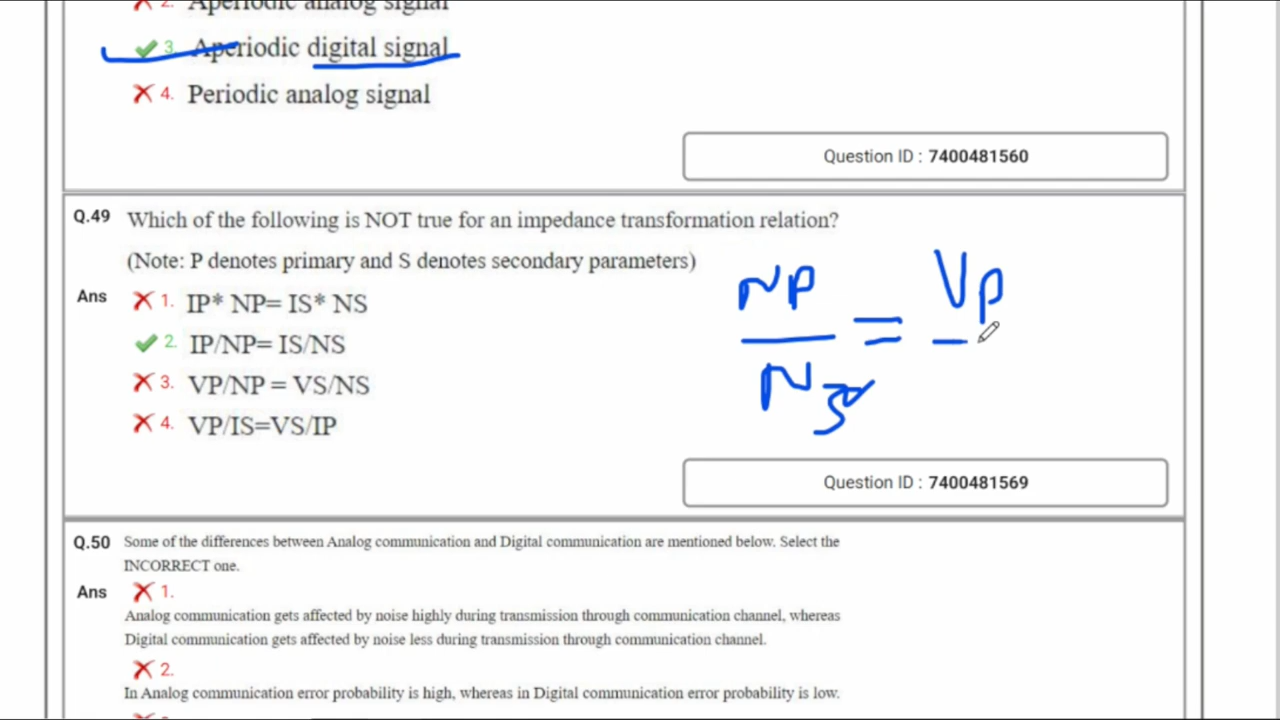 2. Aperiodic analog signal
3. Aperiodic digital signal
4. Periodic analog signal
Question ID : 7400481560
Q.49 Which of the following is NOT true for an impedance transformation relation?
(Note: P denotes primary and S denotes secondary parameters)
Ans 1. IP* NP= IS* NS
2. IP/NP= IS/NS
3. VP/NP = VS/NS
4. VP/IS=VS/IP
NP = VP
NS
Question ID : 7400481569
Q.50 Some of the differences between Analog communication and Digital communication are mentioned below. Select the
INCORRECT one.
Ans 1.
Analog communication gets affected by noise highly during transmission through communication channel, whereas
Digital communication gets affected by noise less during transmission through communication channel.
2.
In Analog communication error probability is high, whereas in Digital communication error probability is low.